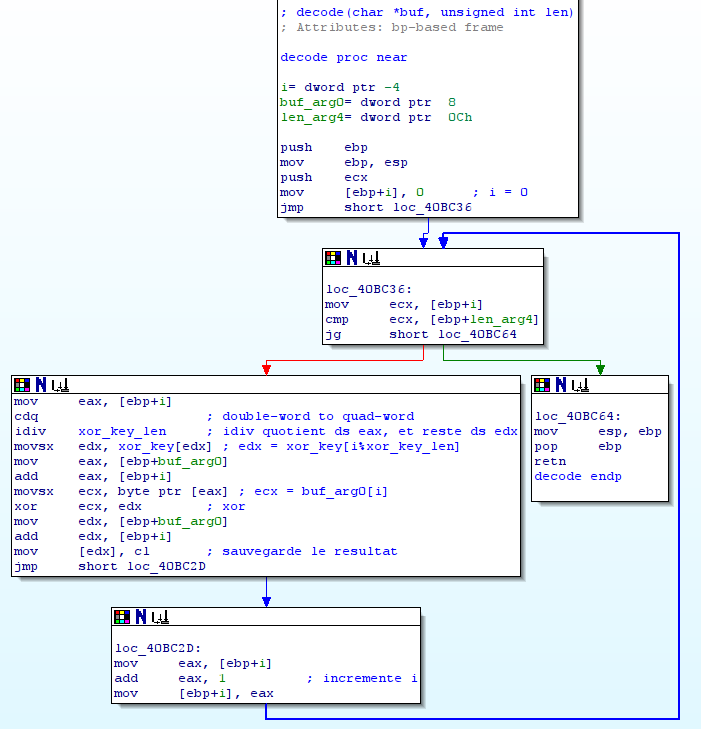 ; decode(char *buf, unsigned int len)
; Attributes: bp-based frame
decode proc near
i= dword ptr -4
buf_arg0= dword ptr  8
len_arg4= dword ptr  0Ch
push    ebp
mov     ebp, esp
push    ecx
mov     [ebp+i], 0      ; i = 0
jmp     short loc_40BC36
loc_40BC36:
mov     ecx, [ebp+i]
cmp     ecx, [ebp+len_arg4]
jg      short loc_40BC64
mov     eax, [ebp+i]
cdq                     ; double-word to quad-word
idiv    xor_key_len     ; idiv quotient ds eax, et reste ds edx
movsx   edx, xor_key[edx] ; edx = xor_key[i%xor_key_len]
mov     eax, [ebp+buf_arg0]
add     eax, [ebp+i]
movsx   ecx, byte ptr [eax] ; ecx = buf_arg0[i]
xor     ecx, edx        ; xor
mov     edx, [ebp+buf_arg0]
add     edx, [ebp+i]
mov     [edx], cl       ; sauvegarde le resultat
jmp     short loc_40BC2D
loc_40BC64:
mov     esp, ebp
pop     ebp
retn
decode endp
loc_40BC2D:
mov     eax, [ebp+i]
add     eax, 1          ; incremente i
mov     [ebp+i], eax